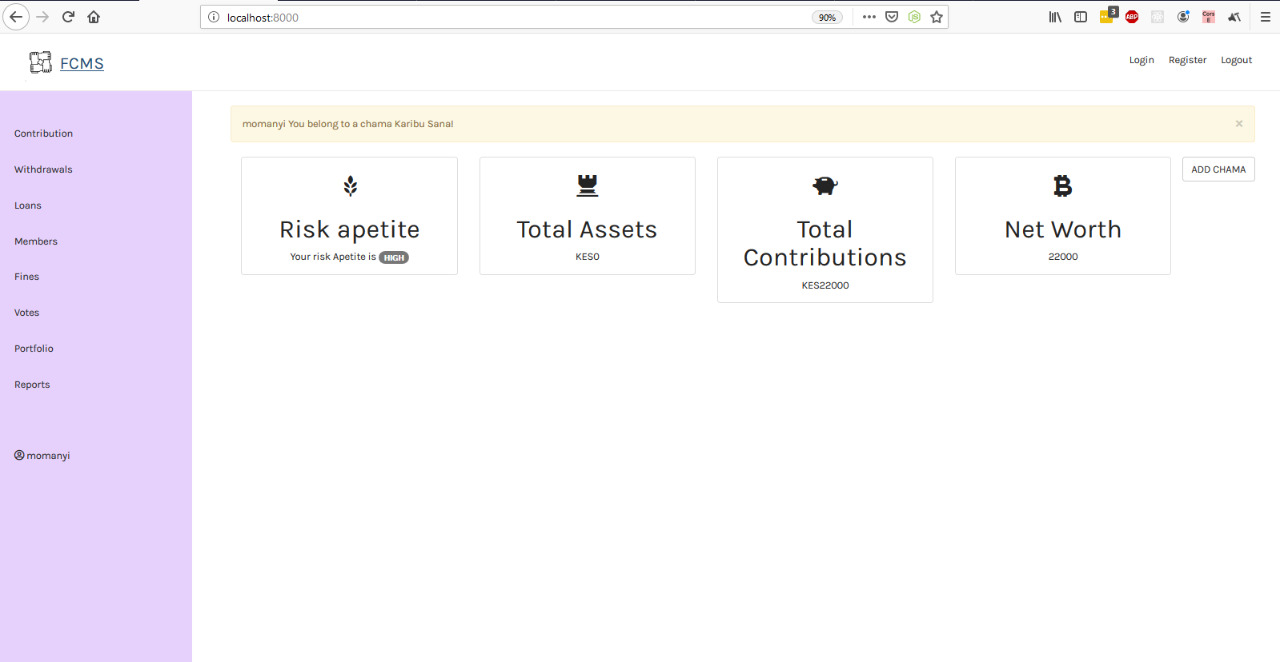 localhost:8000
90%
3
ABP
Cors
E
FCMS
Login
Register
Logout
Contribution
Withdrawals
Loans
Members
Fines
Votes
Portfolio
Reports
momanyi
momanyi You belong to a chama Karibu Sana!
×
Risk apetite
Your risk Apetite is HIGH
Total Assets
KES0
Total
Contributions
KES22000
Net Worth
22000
ADD CHAMA